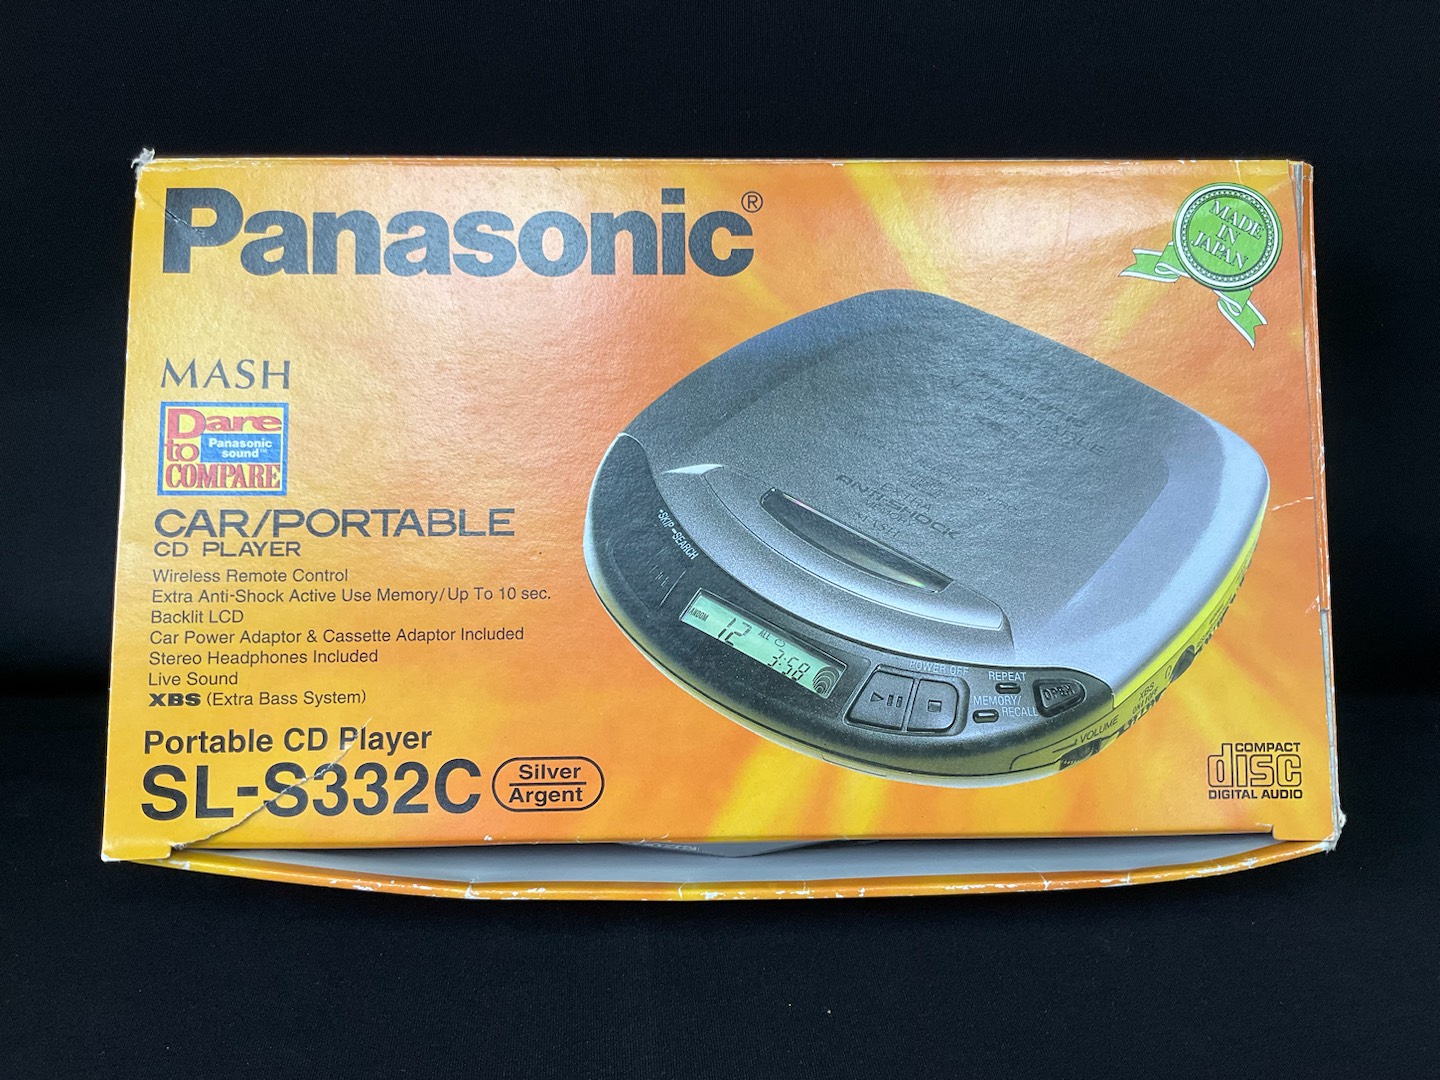 Panasonic®
MADE
IN
JAPAN
MASH
Dare
to
Panasonic
sound™
COMPARE
CAR/PORTABLE
CD PLAYER
Wireless Remote Control
Extra Anti-Shock Active Use Memory/Up To 10 sec.
Backlit LCD
Car Power Adaptor & Cassette Adaptor Included
Stereo Headphones Included
Live Sound
XBS (Extra Bass System)
Portable CD Player
SL-S332C
Silver
Argent
ANTI-SHOCK
SKIP-SEARCH
12 ALL
3:58
POWER OFF
REPEAT
MEMORY/
RECALL
OPEN
VOLUME
XBS
COMPACT
disc
DIGITAL AUDIO